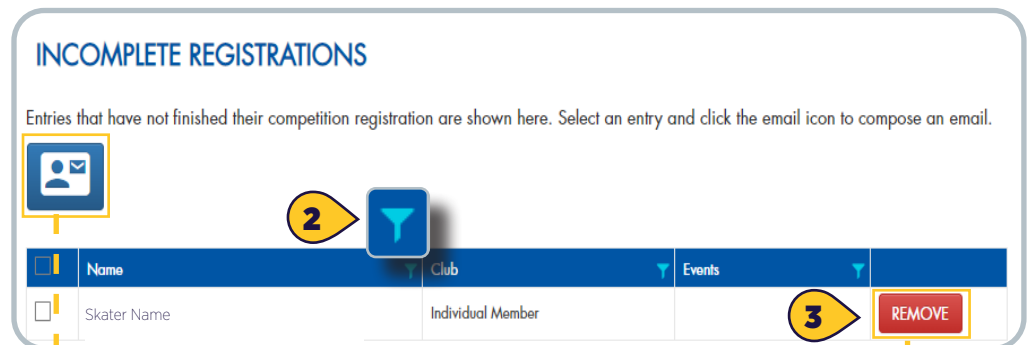 INCOMPLETE REGISTRATIONS
Entries that have not finished their competition registration are shown here. Select an entry and click the email icon to compose an email.
2
Name Club Events
Skater Name Individual Member 3 REMOVE